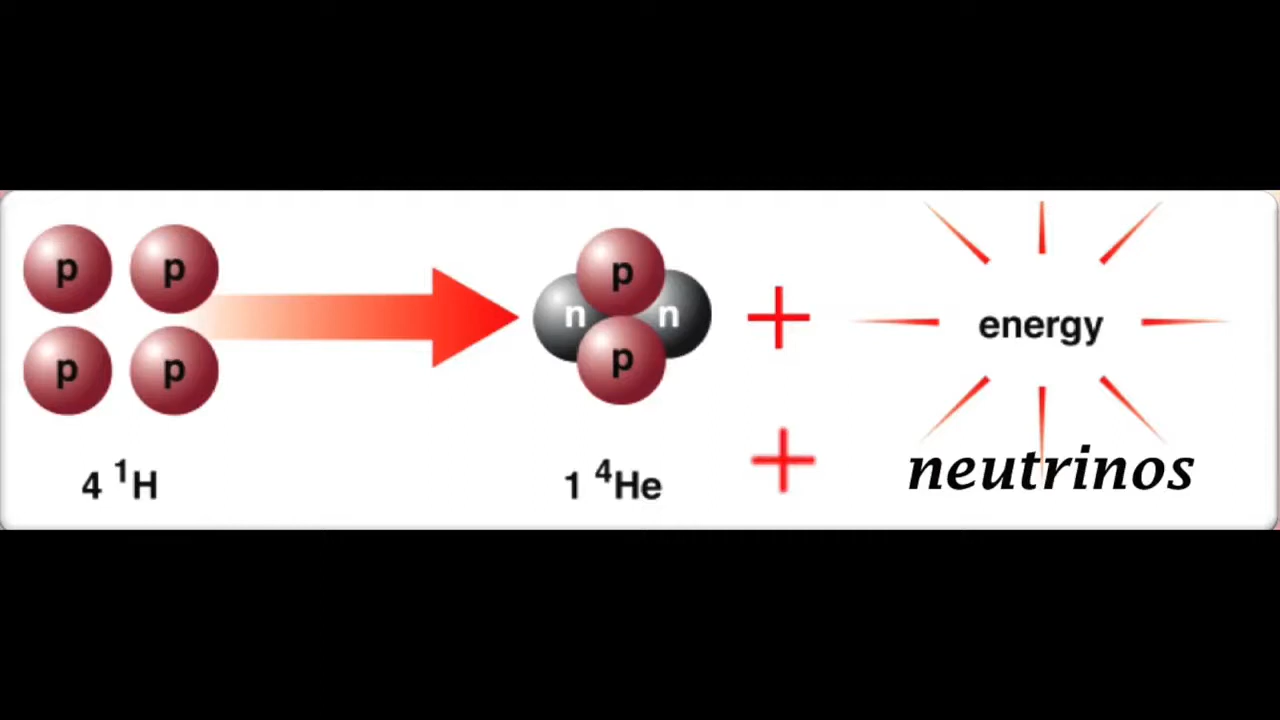 p p p energy
p p n n
p
+
4 ¹H 1 ⁴He + neutrinos